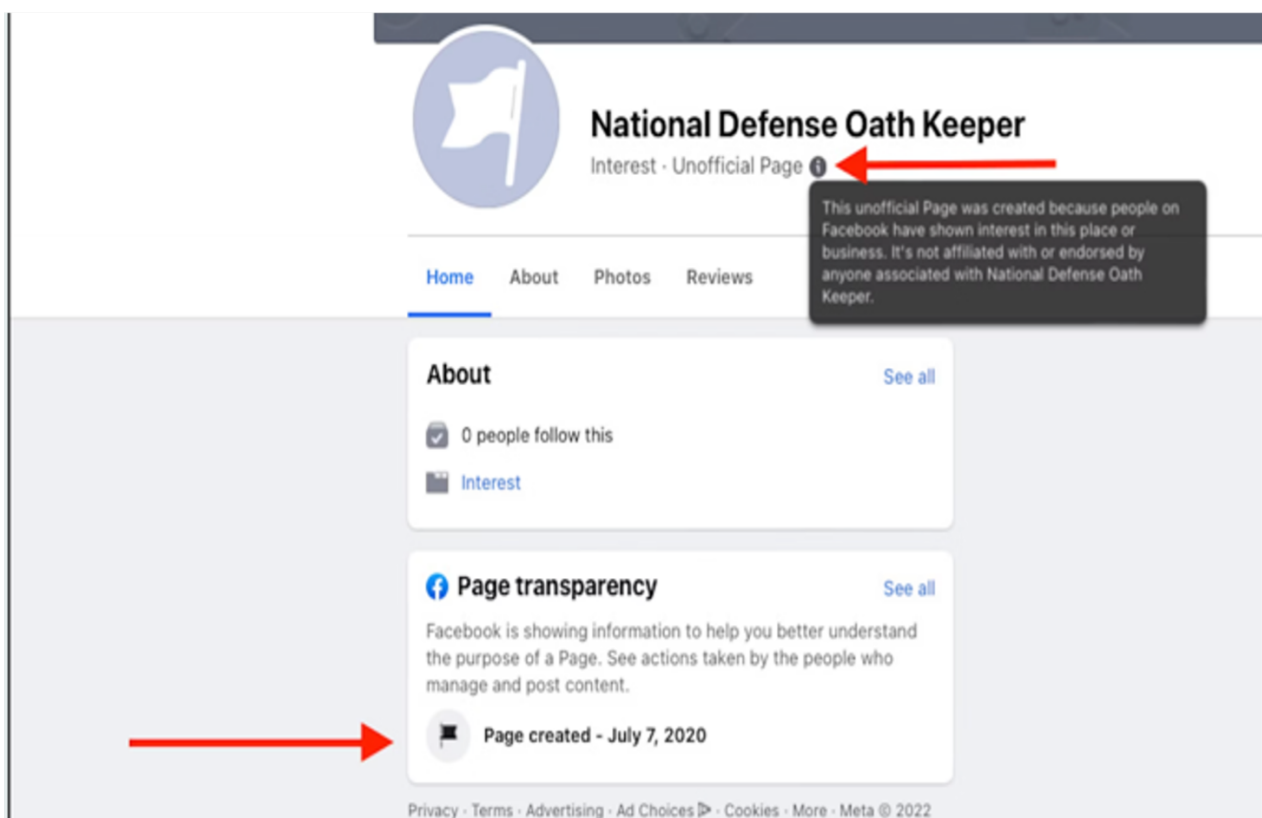 National Defense Oath Keeper
Interest · Unofficial Page
This unofficial Page was created because people on
Facebook have shown interest in this place or
business. It's not affiliated with or endorsed by
anyone associated with National Defense Oath
Keeper.
Home About Photos Reviews
About See all
0 people follow this
Interest
Page transparency See all
Facebook is showing information to help you better understand
the purpose of a Page. See actions taken by the people who
manage and post content.
Page created - July 7, 2020
Privacy · Terms · Advertising · Ad Choices · Cookies · More · Meta © 2022